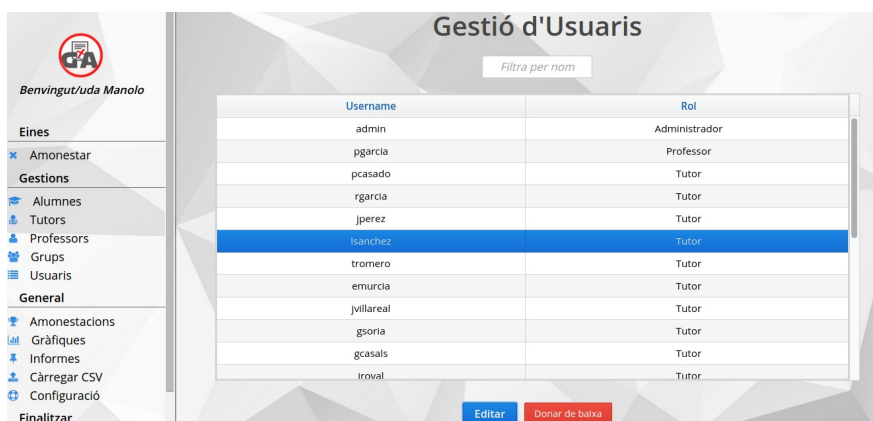 Gestió d'Usuaris
Filtra per nom
GA
Benvingut/uda Manolo
Eines
Amonestar
Gestions
Alumnes
Tutors
Professors
Grups
Usuaris
General
Amonestacions
Gràfiques
Informes
Càrregar CSV
Configuració
Finalitzar
Username Rol
admin Administrador
pgarcia Professor
pcasado Tutor
rgarcia Tutor
jperez Tutor
lsanchez Tutor
tromero Tutor
emurcia Tutor
jvillareal Tutor
gsoria Tutor
gcasals Tutor
iroval Tutor
Editar Donar de baixa